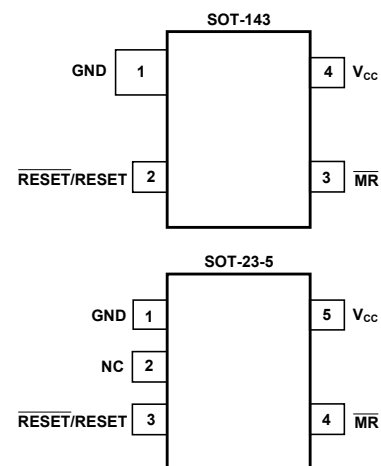 SOT-143
GND 1 4 VCC
RESET/RESET 2 3 MR
SOT-23-5
GND 1 5 VCC
NC 2
RESET/RESET 3 4 MR